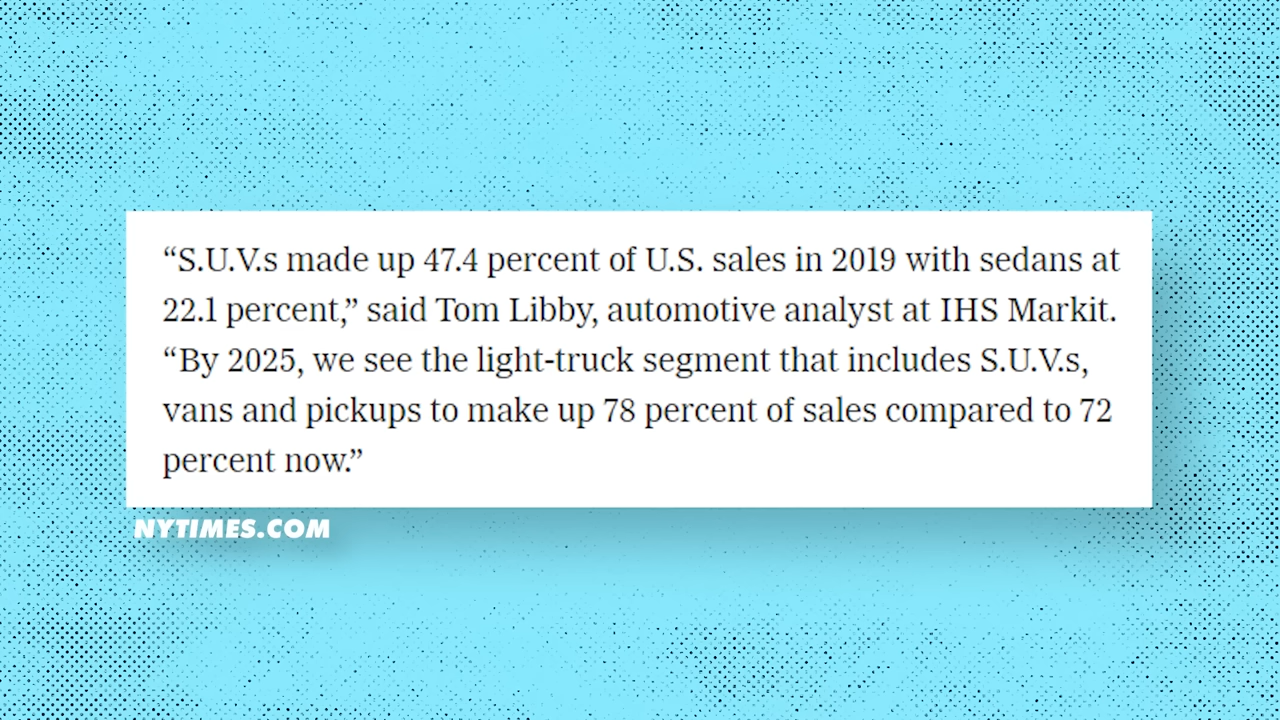 “S.U.V.s made up 47.4 percent of U.S. sales in 2019 with sedans at
22.1 percent,” said Tom Libby, automotive analyst at IHS Markit.
“By 2025, we see the light-truck segment that includes S.U.V.s,
vans and pickups to make up 78 percent of sales compared to 72
percent now.”
NYTIMES.COM